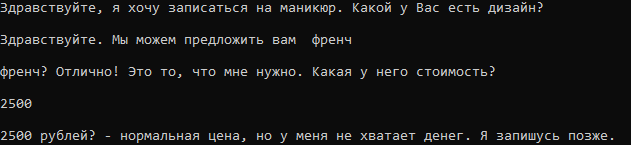 Здравствуйте, я хочу записаться на маникюр. Какой у Вас есть дизайн?
Здравствуйте. Мы можем предложить вам  френч
френч? Отлично! Это то, что мне нужно. Какая у него стоимость?
2500
2500 рублей? - нормальная цена, но у меня не хватает денег. Я запишусь позже.